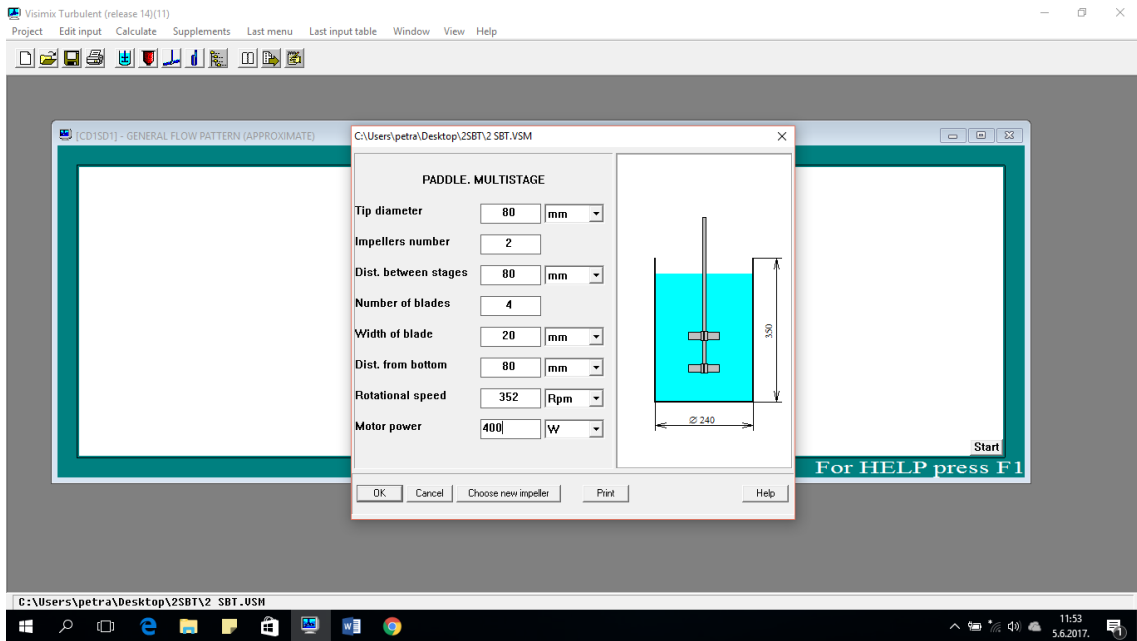 Visimix Turbulent (release 14)(11)
Project Edit input Calculate Supplements Last menu Last input table Window View Help
[CD1SD1] - GENERAL FLOW PATTERN (APPROXIMATE)
C:\Users\petra\Desktop\2SBT\2 SBT.VSM
PADDLE. MULTISTAGE
Tip diameter 80 mm
Impellers number 2
Dist. between stages 80 mm
Number of blades 4
Width of blade 20 mm
Dist. from bottom 80 mm
Rotational speed 352 Rpm
Motor power 400 W
350
Ø 240
Start
For HELP press F1
OK Cancel Choose new impeller Print Help
C:\Users\petra\Desktop\2SBT\2 SBT.VSM
11:53
5.6.2017.
1